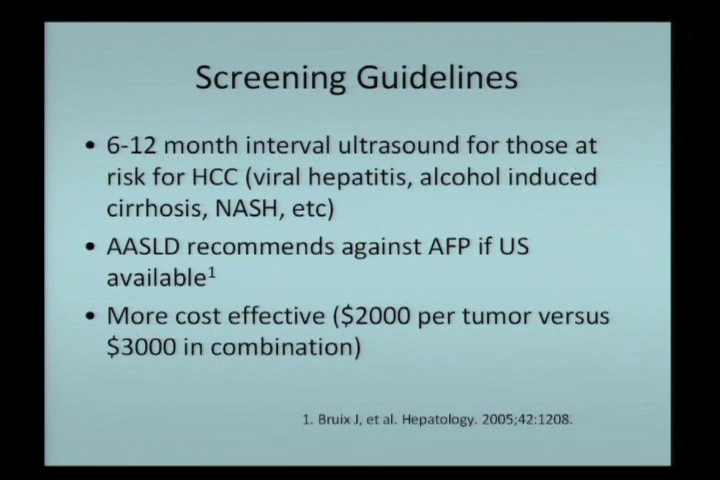 Screening Guidelines
• 6-12 month interval ultrasound for those at
risk for HCC (viral hepatitis, alcohol induced
cirrhosis, NASH, etc)
• AASLD recommends against AFP if US
available¹
• More cost effective ($2000 per tumor versus
$3000 in combination)
1. Bruix J, et al. Hepatology. 2005;42:1208.